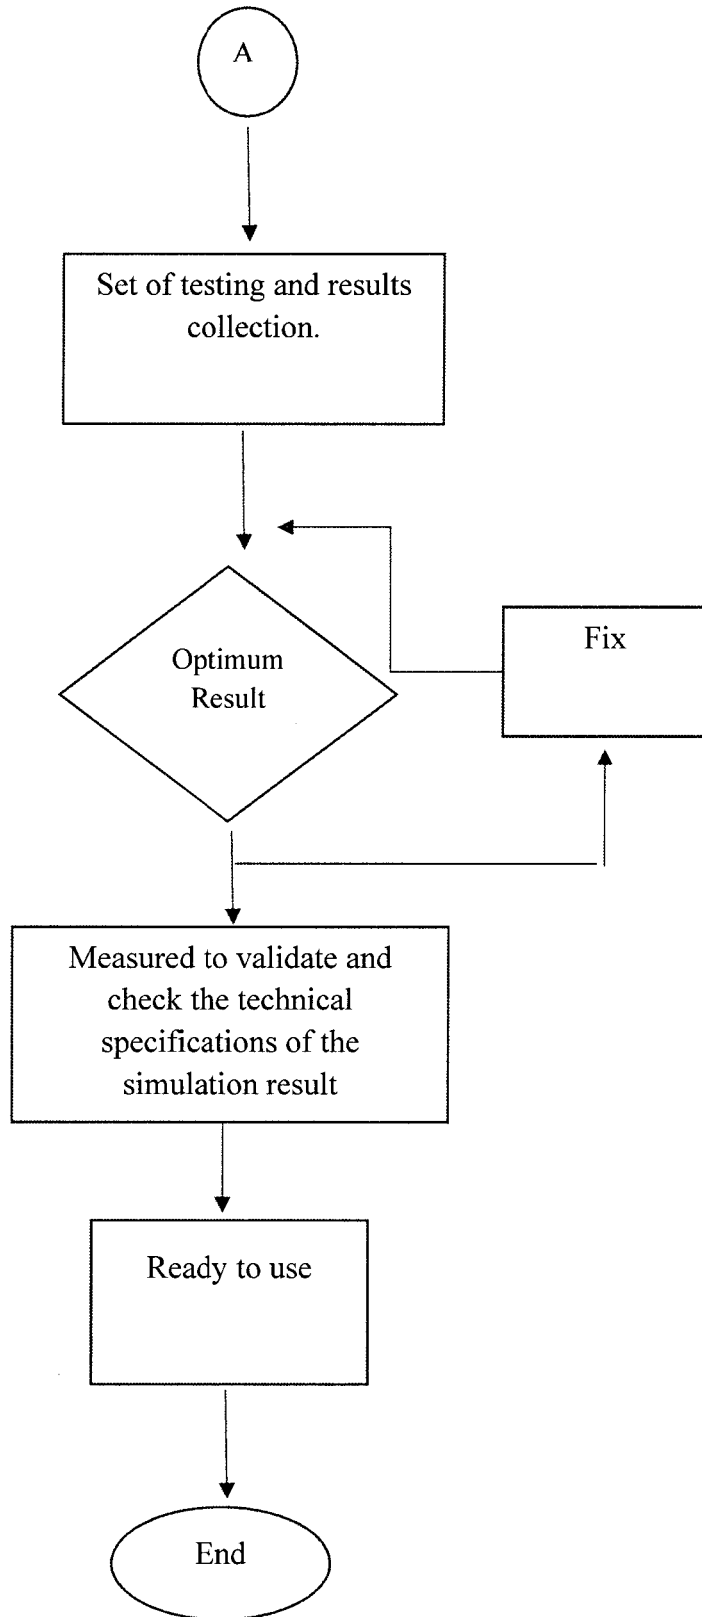 A
Set of testing and results
collection.
Optimum
Result
Fix
Measured to validate and
check the technical
specifications of the
simulation result
Ready to use
End